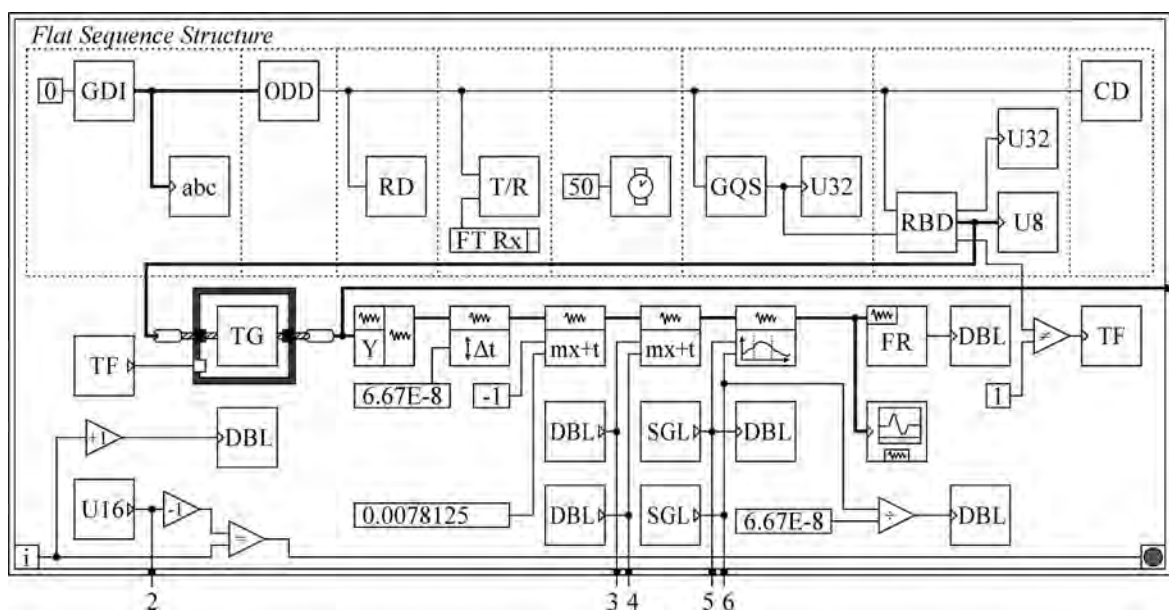 Flat Sequence Structure
0
GDI
ODD
CD
abc
RD
T/R
50
GQS
U32
U32
RBD
U8
FT Rx
TF
TG
Y
Δt
mx+t
mx+t
FR
DBL
≠
TF
6.67E-8
-1
1
+1
DBL
DBL
SGL
DBL
U16
-1
=
0.0078125
DBL
SGL
6.67E-8
÷
DBL
i
2
3
4
5
6